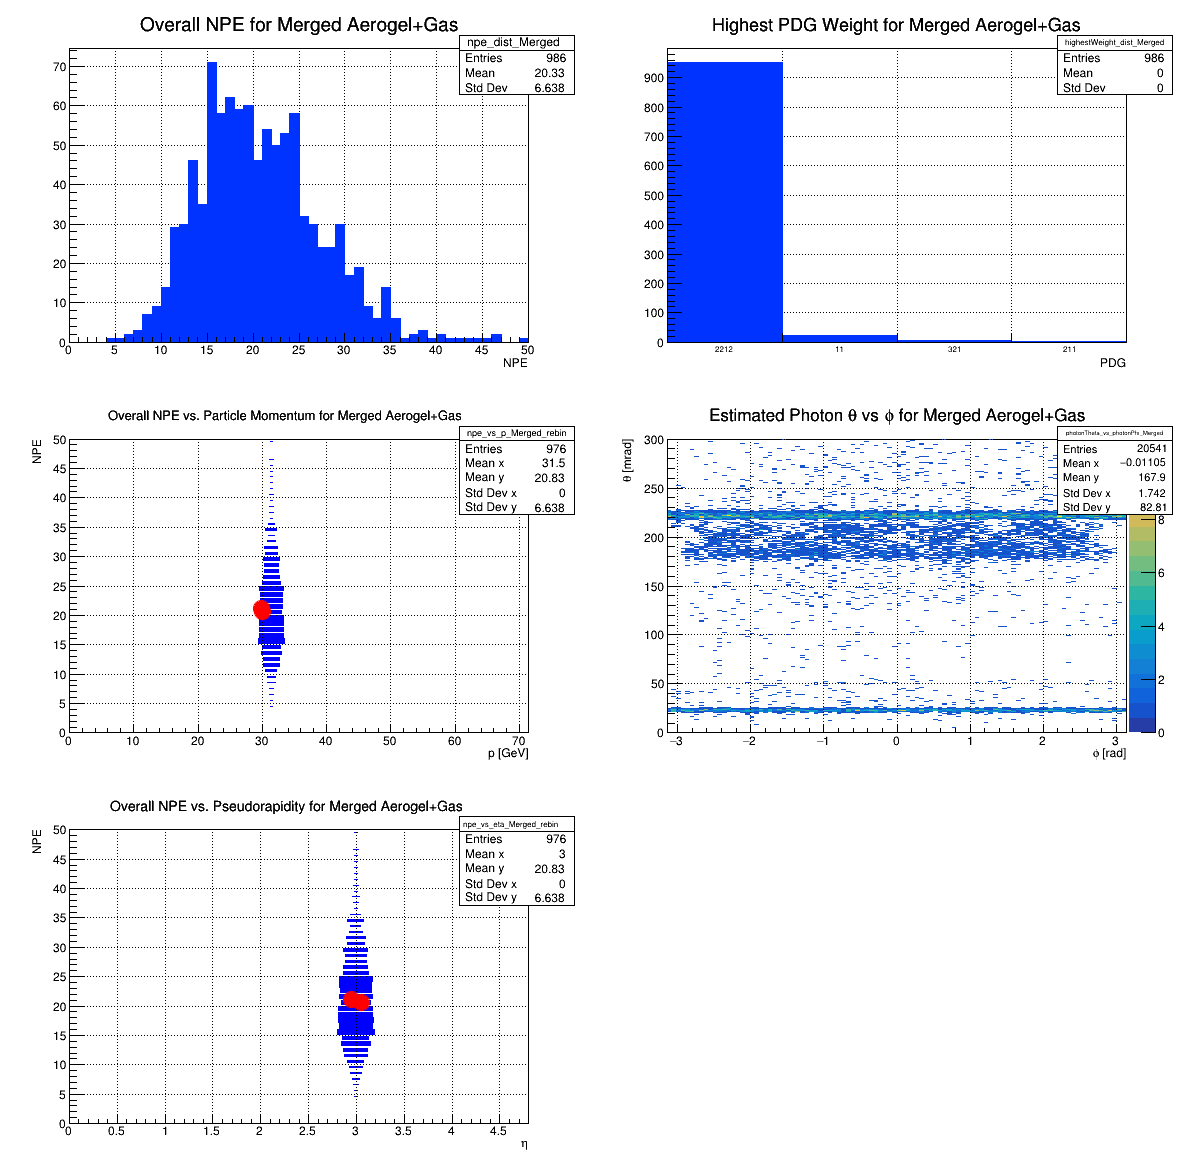 Overall NPE for Merged Aerogel+Gas
npe_dist_Merged
Entries 986
Mean 20.33
Std Dev 6.638
70
60
50
40
30
20
10
0
0 5 10 15 20 25 30 35 40 45 50
NPE
Highest PDG Weight for Merged Aerogel+Gas
highestWeight_dist_Merged
Entries 986
Mean 0
Std Dev 0
900
800
700
600
500
400
300
200
100
0
2212 11 321 211
PDG
Overall NPE vs. Particle Momentum for Merged Aerogel+Gas
NPE
npe_vs_p_Merged_rebin
Entries 976
Mean x 31.5
Mean y 20.83
Std Dev x 0
Std Dev y 6.638
50
45
40
35
30
25
20
15
10
5
0
0 10 20 30 40 50 60 70
p [GeV]
Estimated Photon θ vs ϕ for Merged Aerogel+Gas
θ [mrad]
photonTheta_vs_photonPhi_Merged
Entries 20541
Mean x −0.01105
Mean y 167.9
Std Dev x 1.742
Std Dev y 82.81
300
250
200
150
100
50
0
−3 −2 −1 0 1 2 3
ϕ [rad]
8
6
4
2
0
Overall NPE vs. Pseudorapidity for Merged Aerogel+Gas
NPE
npe_vs_eta_Merged_rebin
Entries 976
Mean x 3
Mean y 20.83
Std Dev x 0
Std Dev y 6.638
50
45
40
35
30
25
20
15
10
5
0
0 0.5 1 1.5 2 2.5 3 3.5 4 4.5
η